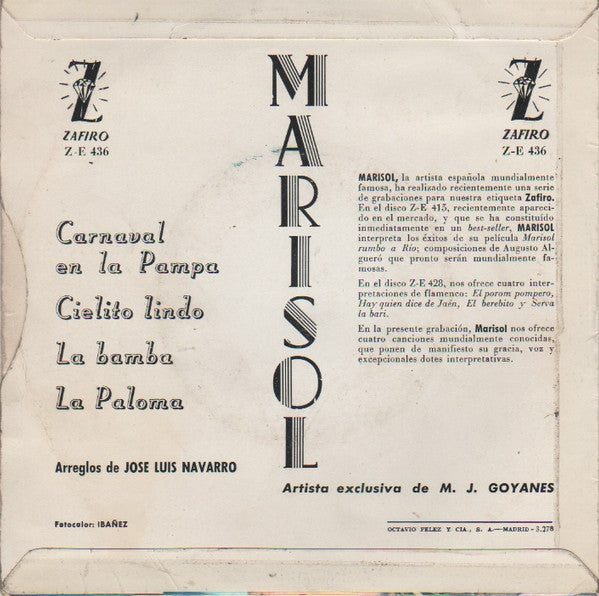 ZAFIRO
Z-E 436
MARISOL
ZAFIRO
Z-E 436
Carnaval
en la Pampa
Cielito lindo
La bamba
La Paloma
Arreglos de JOSE LUIS NAVARRO
Fotocolor: IBAÑEZ
MARISOL, la artista española mundialmente
famosa, ha realizado recientemente una serie
de grabaciones para nuestra etiqueta Zafiro.
En el disco Z-E 415, recientemente apareci-
do en el mercado, y que se ha constituído
inmediatamente en un best-seller, MARISOL
interpreta los éxitos de su película Marisol
rumbo a Río; composiciones de Augusto Al-
gueró que pronto serán mundialmente fa-
mosas.
En el disco Z-E 428, nos ofrece cuatro inter-
pretaciones de flamenco: El porom pompero,
Hay quien dice de Jaén, El berebito y Serva
la bari.
En la presente grabación, Marisol nos ofrece
cuatro canciones mundialmente conocidas,
que ponen de manifiesto su gracia, voz y
excepcionales dotes interpretativas.
Artista exclusiva de M. J. GOYANES
OCTAVIO FELEZ Y CIA., S. A.—MADRID - 3.278